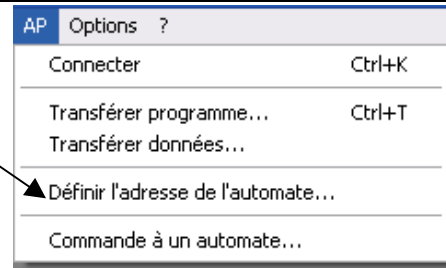 AP Options ?
Connecter Ctrl+K
Transférer programme... Ctrl+T
Transférer données...
Définir l'adresse de l'automate...
Commande à un automate...